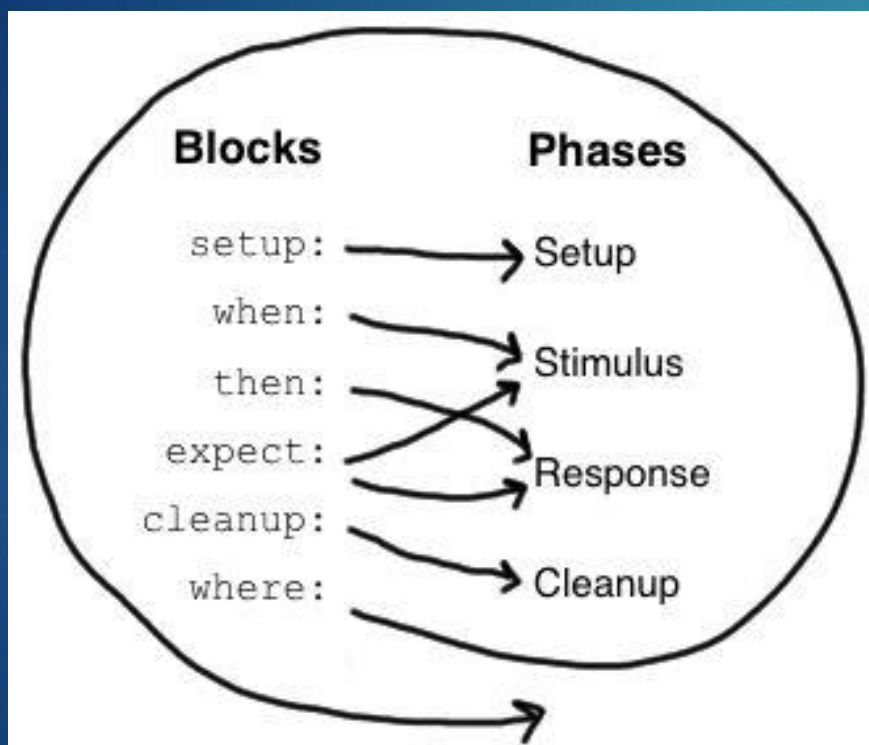 Blocks Phases
setup: Setup
when:
Stimulus
then:
expect:
Response
cleanup:
Cleanup
where: